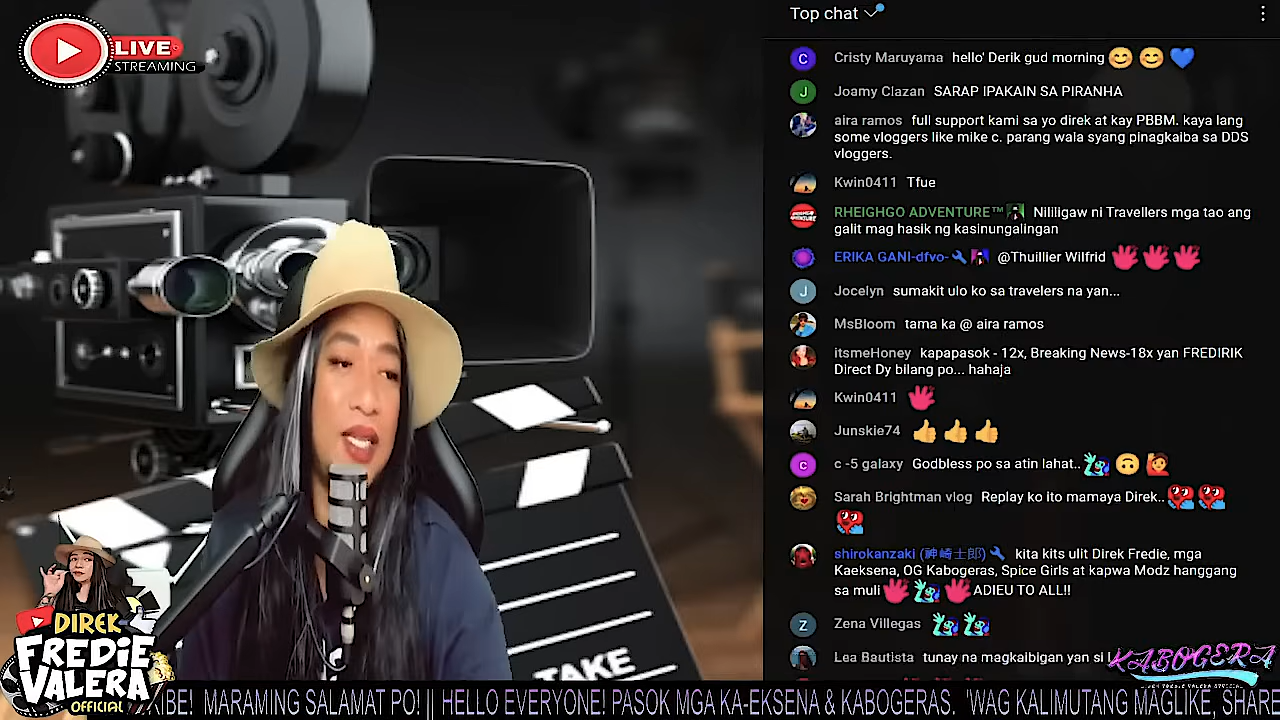 LIVE
STREAMING
Top chat
C Cristy Maruyama hello' Derik gud morning 😊 😊 💙
J Joamy Clazan SARAP IPAKAIN SA PIRANHA
aira ramos full support kami sa yo direk at kay PBBM. kaya lang
some vloggers like mike c. parang wala syang pinagkaiba sa DDS
vloggers.
Kwin0411 Tfue
RHEIGHGO ADVENTURE™ Nililigaw ni Travellers mga tao ang
galit mag hasik ng kasinungalingan
ERIKA GANI-dfvo- @Thuillier Wilfrid
J Jocelyn sumakit ulo ko sa travelers na yan...
MsBloom tama ka @ aira ramos
itsmeHoney kapapasok - 12x, Breaking News-18x yan FREDIRIK
Direct Dy bilang po... hahaja
Kwin0411
Junskie74 👍 👍 👍
C c -5 galaxy Godbless po sa atin lahat.. 🙃 🙋
Sarah Brightman vlog Replay ko ito mamaya Direk..
shirokanzaki (神崎士郎) kita kits ulit Direk Fredie, mga
Kaeksena, OG Kabogeras, Spice Girls at kapwa Modz hanggang
sa muli ADIEU TO ALL!!
Z Zena Villegas
Lea Bautista tunay na magkaibigan yan si
KABOGERA
TAKE
DIREK
FREDIE
VALERA
OFFICIAL
IBE! MARAMING SALAMAT PO! || HELLO EVERYONE! PASOK MGA KA-EKSENA & KABOGERAS. 'WAG KALIMUTANG MAGLIKE, SHARE